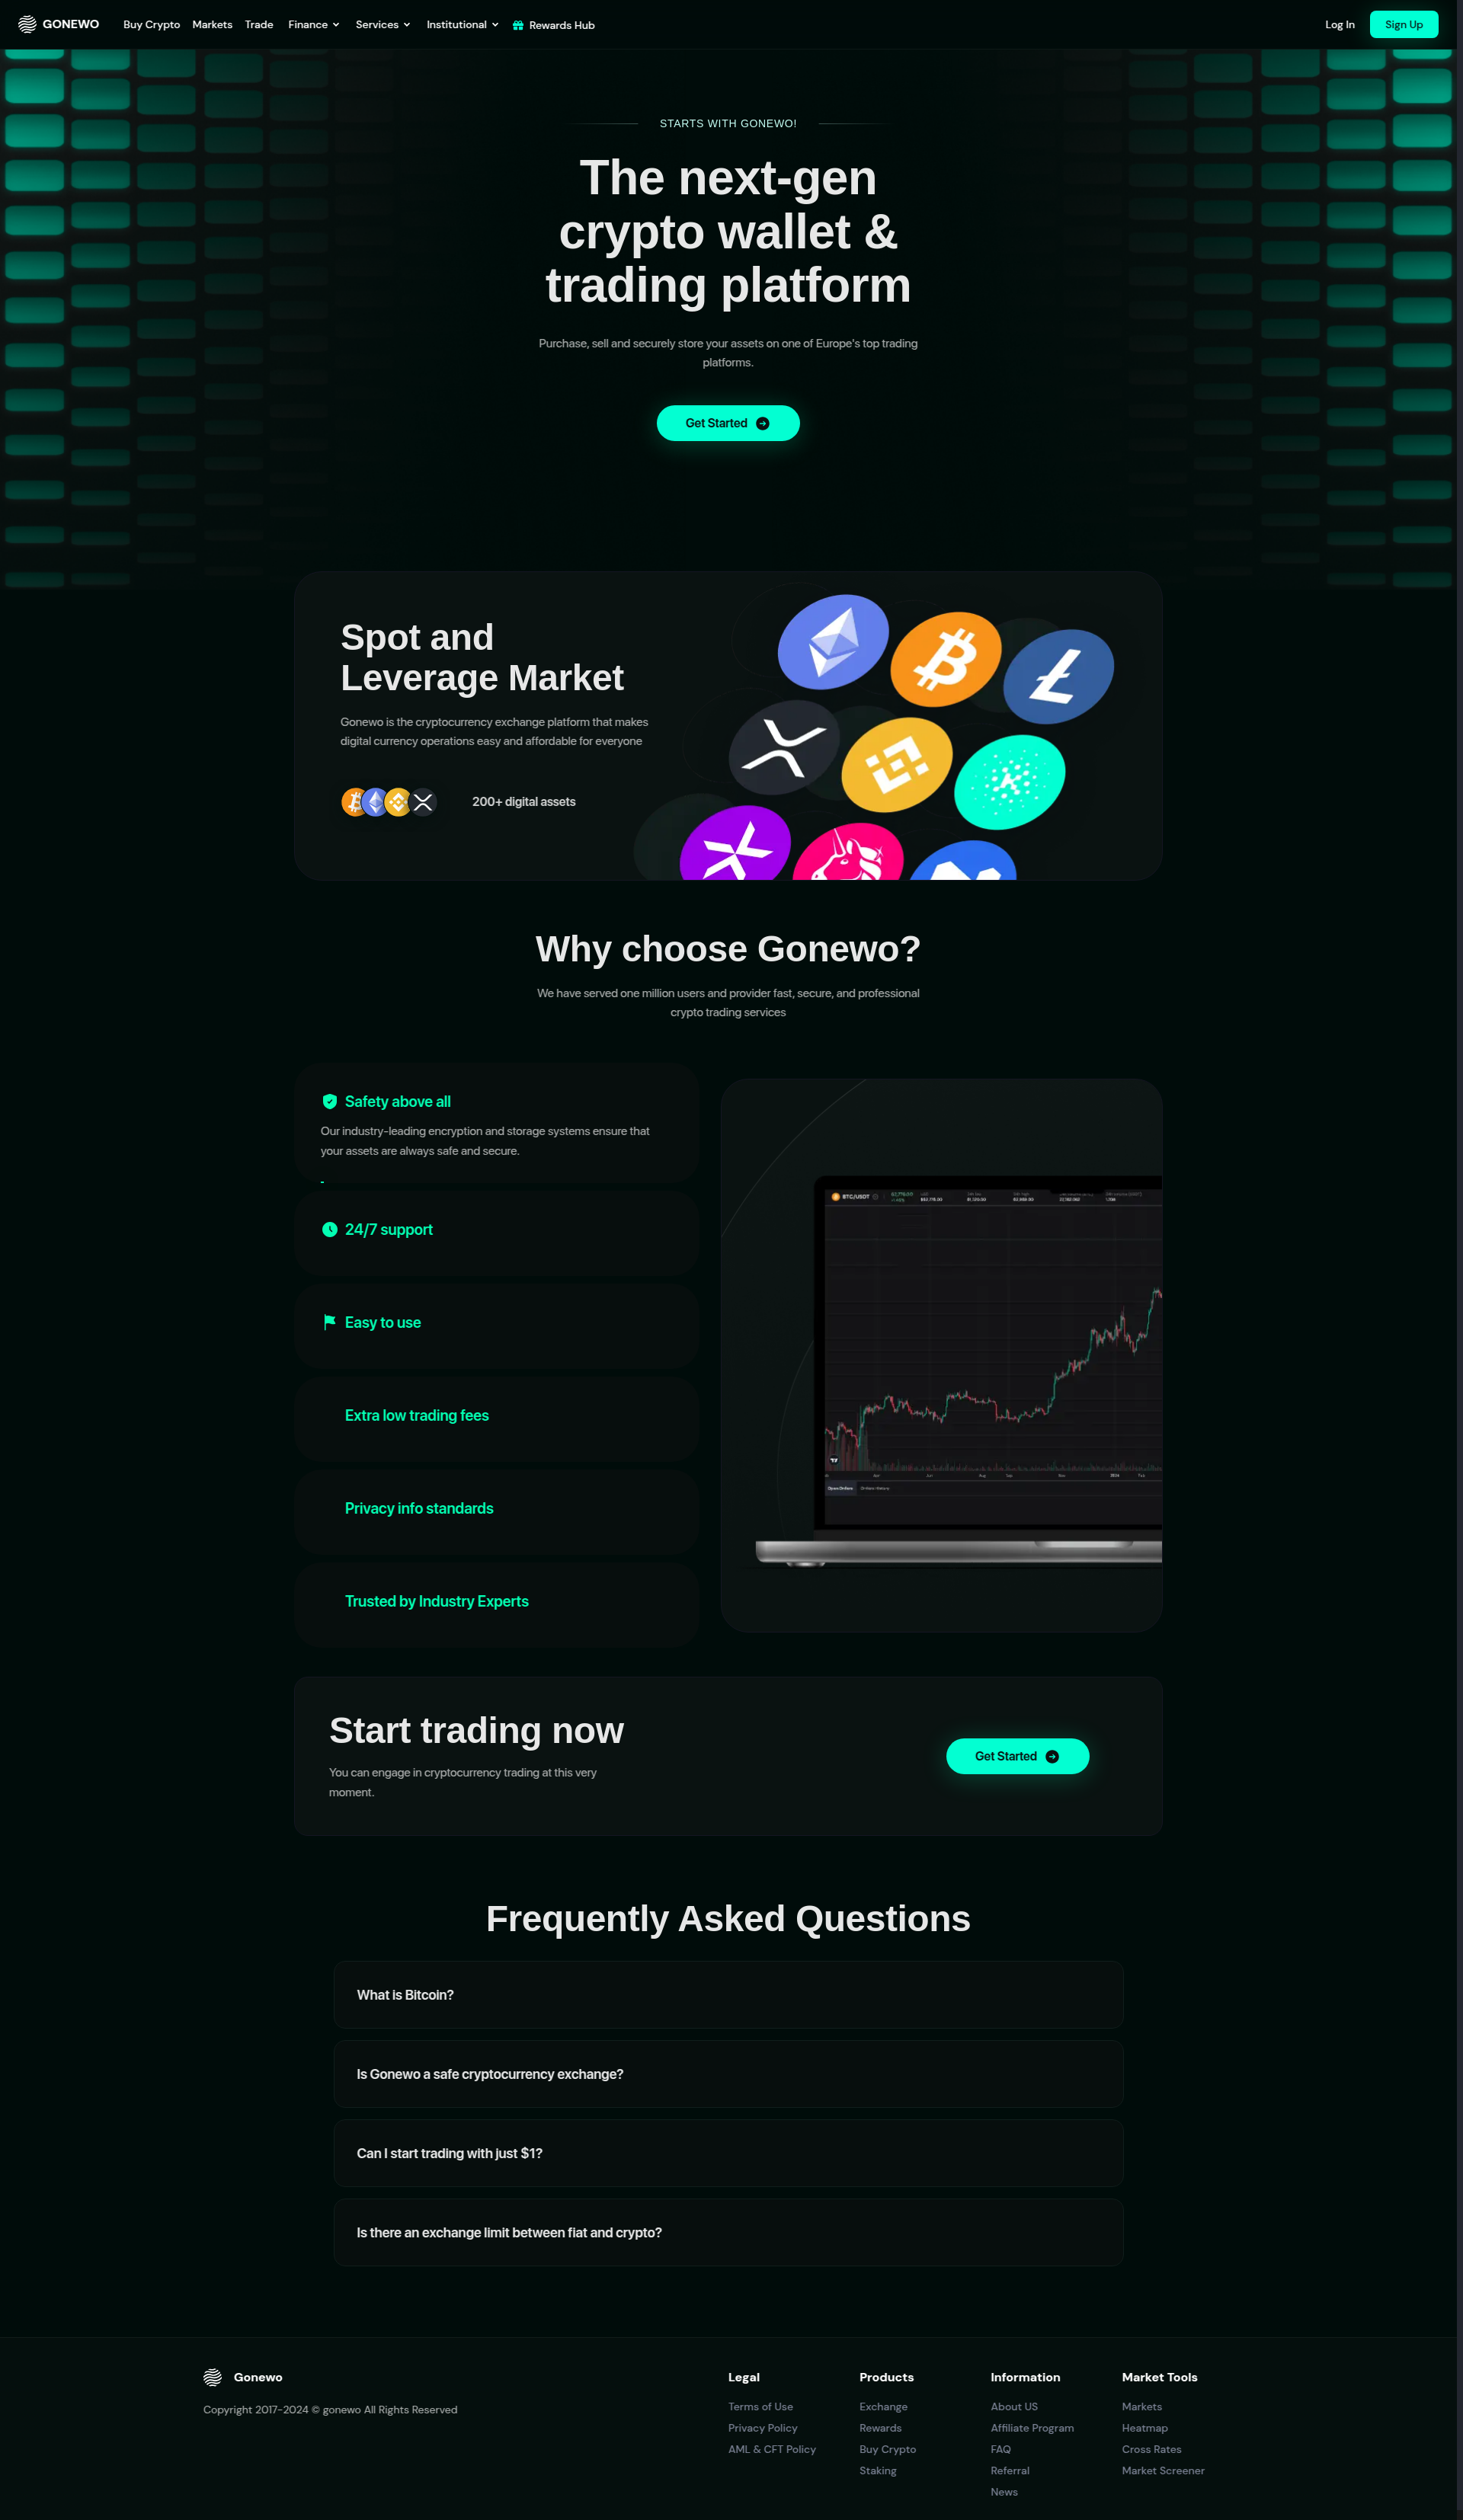 GONEWO Buy Crypto Markets Trade Finance Services Institutional Rewards Hub Log In Sign Up
STARTS WITH GONEWO!
The next-gen
crypto wallet &
trading platform
Purchase, sell and securely store your assets on one of Europe's top trading
platforms.
Get Started
Spot and
Leverage Market
Gonewo is the cryptocurrency exchange platform that makes
digital currency operations easy and affordable for everyone
200+ digital assets
Why choose Gonewo?
We have served one million users and provider fast, secure, and professional
crypto trading services
Safety above all
Our industry-leading encryption and storage systems ensure that
your assets are always safe and secure.
24/7 support
Easy to use
Extra low trading fees
Privacy info standards
Trusted by Industry Experts
BTC/USDT
Open Orders Orders History
Start trading now
You can engage in cryptocurrency trading at this very
moment.
Get Started
Frequently Asked Questions
What is Bitcoin?
Is Gonewo a safe cryptocurrency exchange?
Can I start trading with just $1?
Is there an exchange limit between fiat and crypto?
Gonewo
Copyright 2017-2024 © gonewo All Rights Reserved
Legal
Terms of Use
Privacy Policy
AML & CFT Policy
Products
Exchange
Rewards
Buy Crypto
Staking
Information
About US
Affiliate Program
FAQ
Referral
News
Market Tools
Markets
Heatmap
Cross Rates
Market Screener